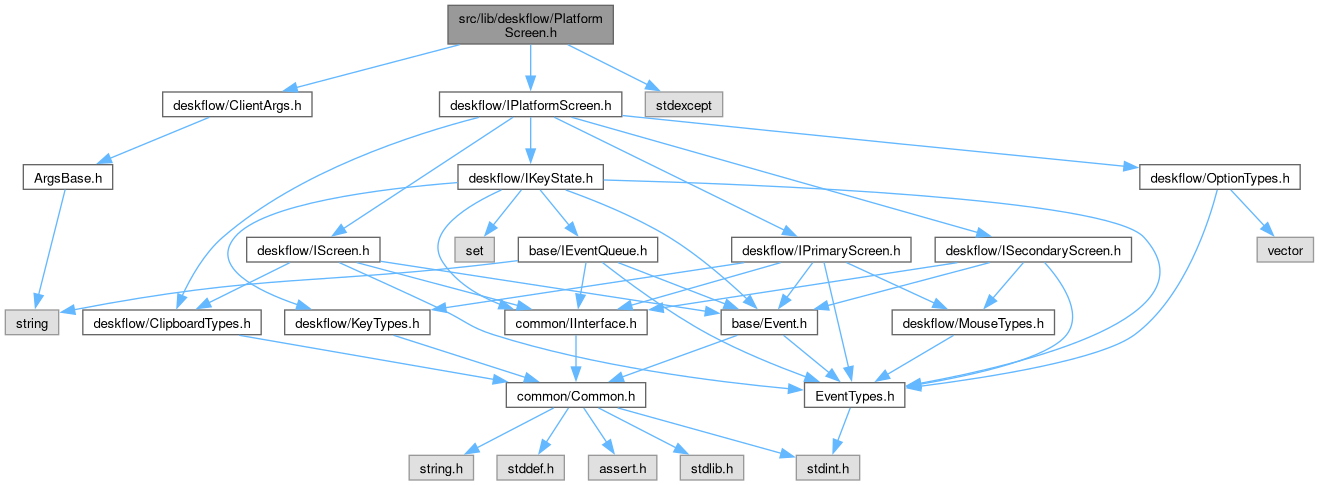 src/lib/deskflow/Platform
Screen.h
deskflow/ClientArgs.h
deskflow/IPlatformScreen.h
stdexcept
ArgsBase.h
deskflow/IKeyState.h
deskflow/OptionTypes.h
deskflow/IScreen.h
set
base/IEventQueue.h
deskflow/IPrimaryScreen.h
deskflow/ISecondaryScreen.h
vector
string
deskflow/ClipboardTypes.h
deskflow/KeyTypes.h
common/IInterface.h
base/Event.h
deskflow/MouseTypes.h
common/Common.h
EventTypes.h
string.h
stddef.h
assert.h
stdlib.h
stdint.h